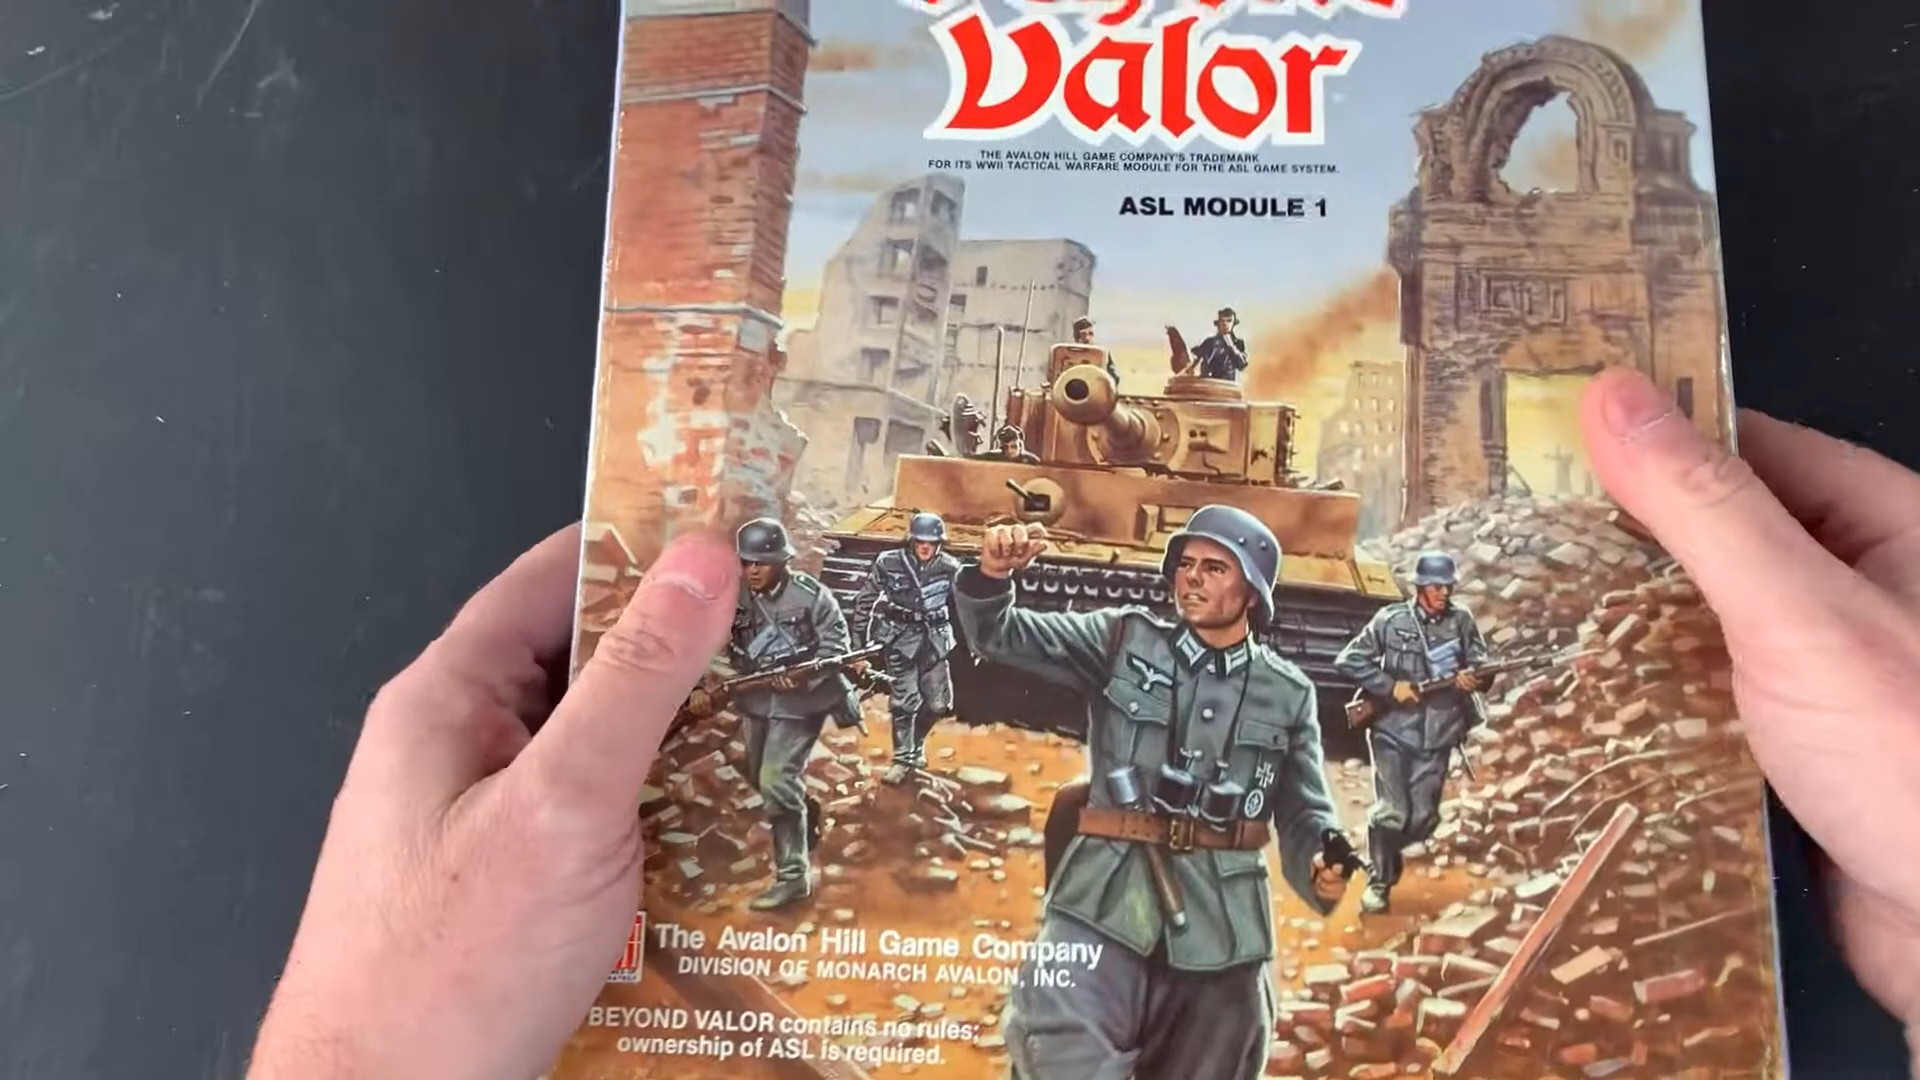 Valor
THE AVALON HILL GAME COMPANY'S TRADEMARK
FOR ITS WWII TACTICAL WARFARE MODULE FOR THE ASL GAME SYSTEM.
ASL MODULE 1
The Avalon Hill Game Company
DIVISION OF MONARCH AVALON, INC.
BEYOND VALOR contains no rules;
ownership of ASL is required.